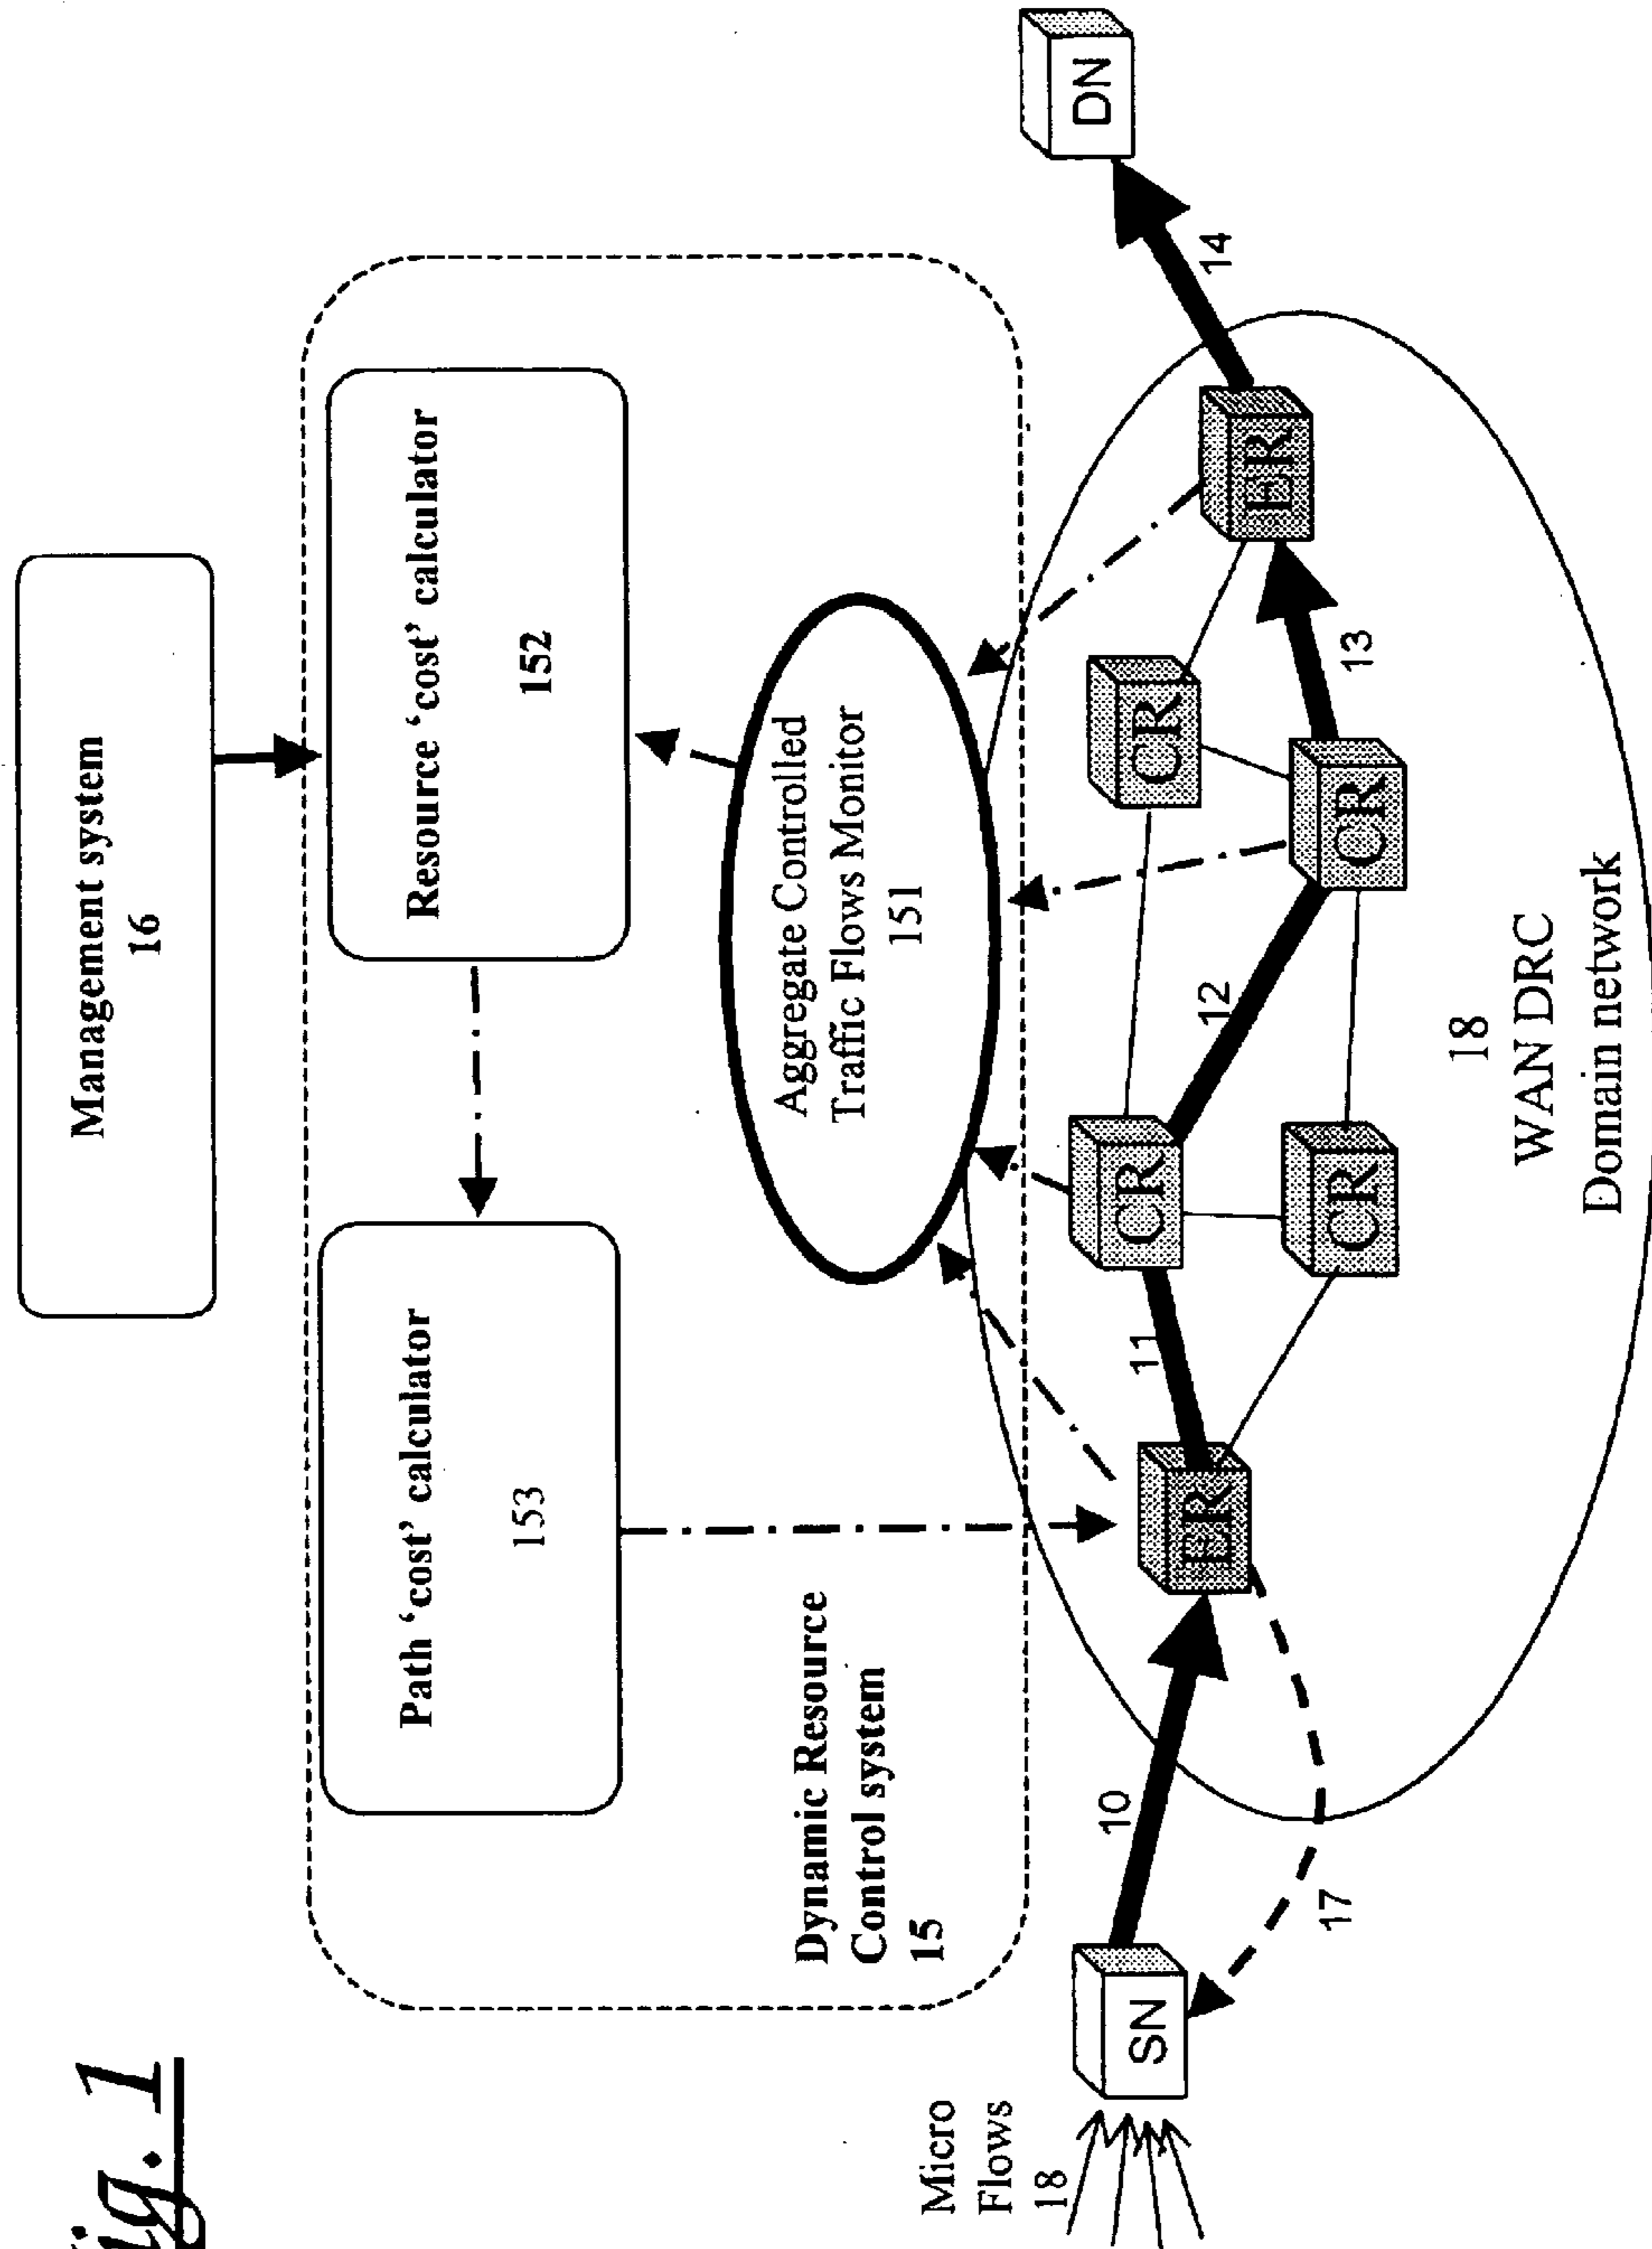 Fig. 1
Management system
16
Path ‘cost’ calculator
153
Resource ‘cost’ calculator
152
Dynamic Resource
Control system
15
Aggregate Controlled
Traffic Flows Monitor
151
Micro
Flows
18
SN
10
17
ER
11
CR
CR
12
CR
CR
13
ER
14
DN
18
WAN DRC
Domain network